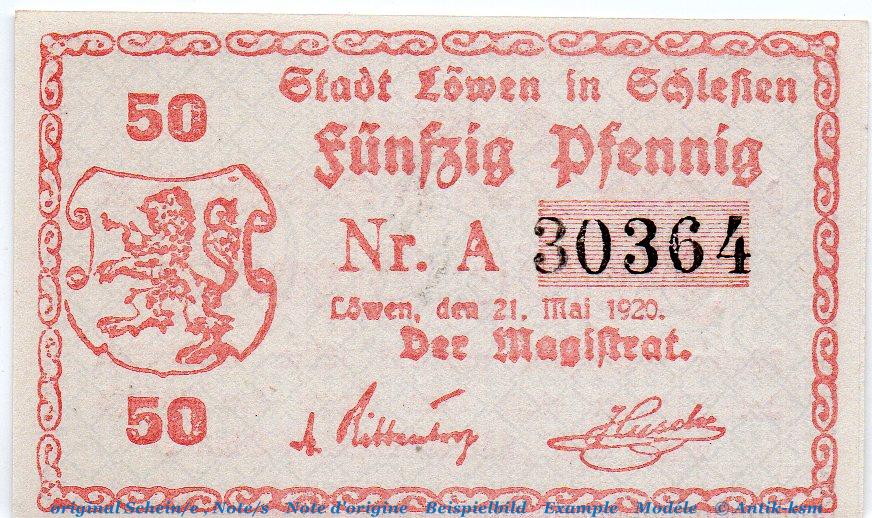 50
Stadt Löwen in Schlesien
Fünfzig Pfennig
Nr. A 30364
Löwen, den 21. Mai 1920.
Der Magistrat.
50
original Schein/e , Note/s Note d'origine Beispielbild Example Modèle © Antik-ksm